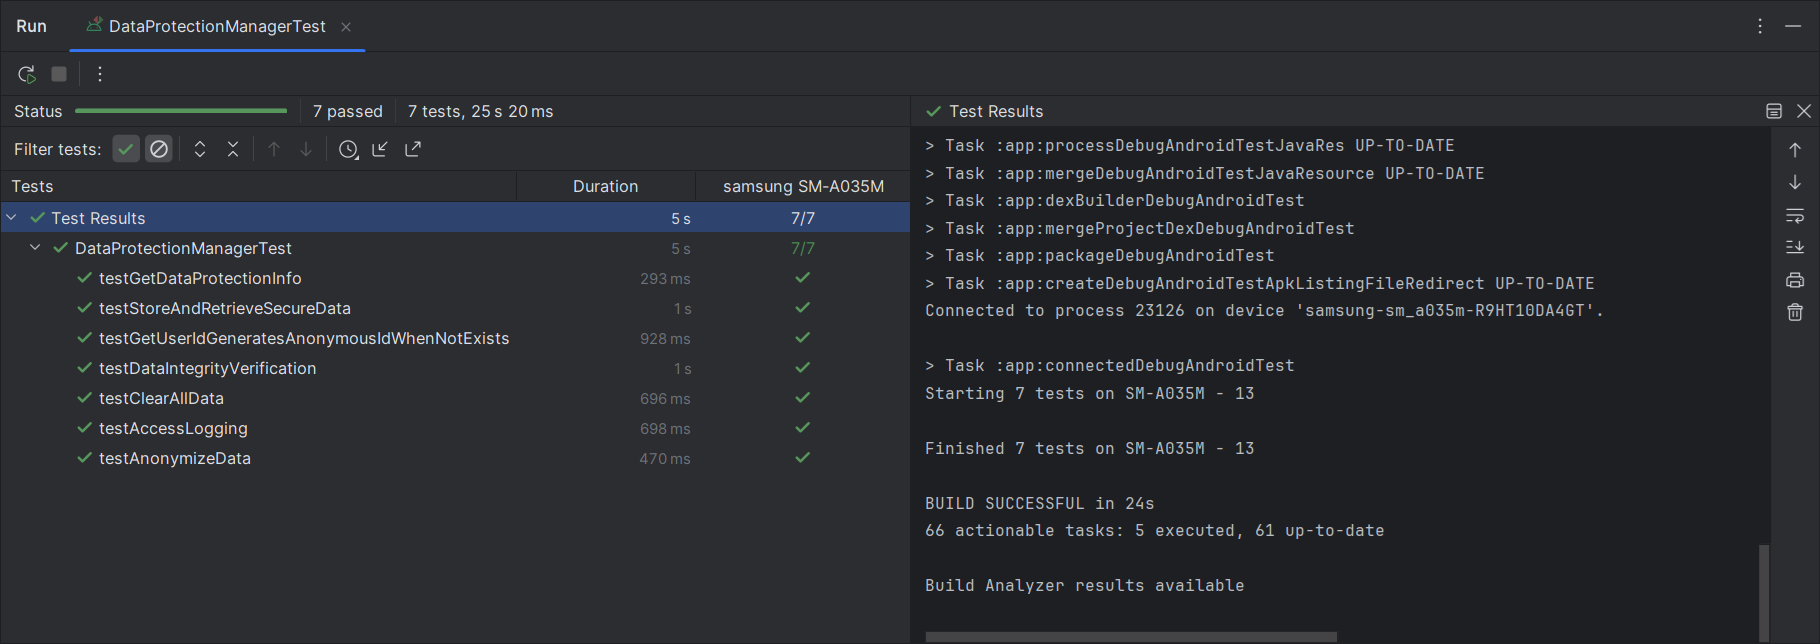 Run DataProtectionManagerTest
Status 7 passed 7 tests, 25 s 20 ms
Filter tests:
Tests Duration samsung SM-A035M
Test Results 5 s 7/7
DataProtectionManagerTest 5 s 7/7
testGetDataProtectionInfo 293 ms
testStoreAndRetrieveSecureData 1 s
testGetUserIdGeneratesAnonymousIdWhenNotExists 928 ms
testDataIntegrityVerification 1 s
testClearAllData 696 ms
testAccessLogging 698 ms
testAnonymizeData 470 ms
Test Results
> Task :app:processDebugAndroidTestJavaRes UP-TO-DATE
> Task :app:mergeDebugAndroidTestJavaResource UP-TO-DATE
> Task :app:dexBuilderDebugAndroidTest
> Task :app:mergeProjectDexDebugAndroidTest
> Task :app:packageDebugAndroidTest
> Task :app:createDebugAndroidTestApkListingFileRedirect UP-TO-DATE
Connected to process 23126 on device 'samsung-sm_a035m-R9HT10DA4GT'.
> Task :app:connectedDebugAndroidTest
Starting 7 tests on SM-A035M - 13
Finished 7 tests on SM-A035M - 13
BUILD SUCCESSFUL in 24s
66 actionable tasks: 5 executed, 61 up-to-date
Build Analyzer results available